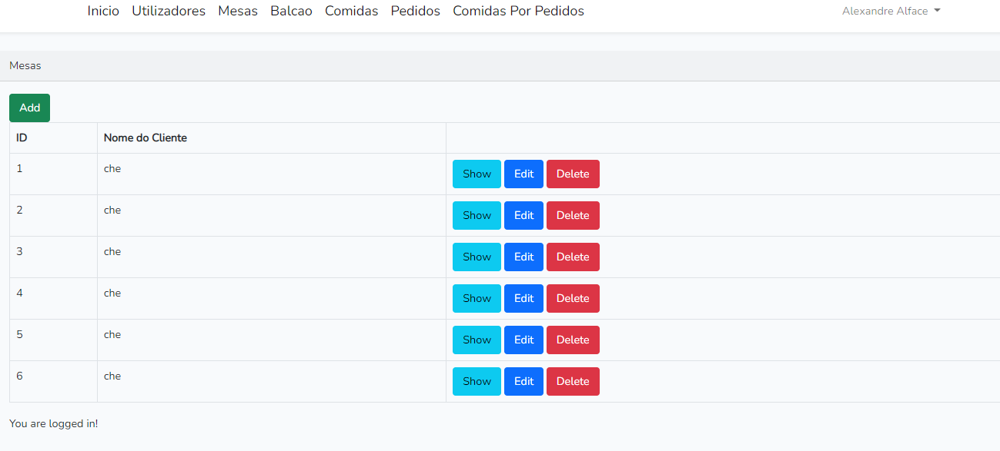 Inicio Utilizadores Mesas Balcao Comidas Pedidos Comidas Por Pedidos Alexandre Alface
Mesas
Add
ID Nome do Cliente
1 che Show Edit Delete
2 che Show Edit Delete
3 che Show Edit Delete
4 che Show Edit Delete
5 che Show Edit Delete
6 che Show Edit Delete
You are logged in!